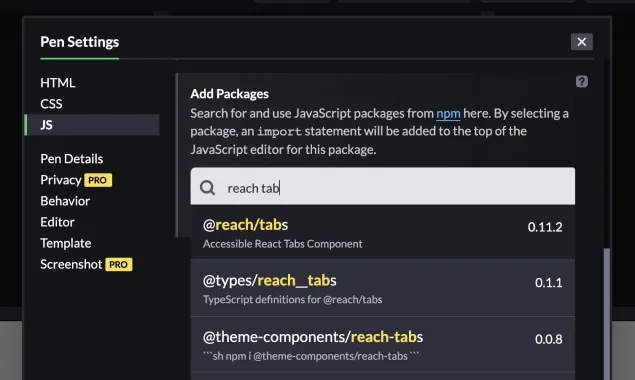 Pen Settings
HTML
CSS
JS
Pen Details
Privacy PRO
Behavior
Editor
Template
Screenshot PRO
?
Add Packages
Search for and use JavaScript packages from npm here. By selecting a
package, an import statement will be added to the top of the
JavaScript editor for this package.
reach tab
@reach/tabs 0.11.2
Accessible React Tabs Component
@types/reach__tabs 0.1.1
TypeScript definitions for @reach/tabs
@theme-components/reach-tabs 0.0.8
```sh npm i @theme-components/reach-tabs ```